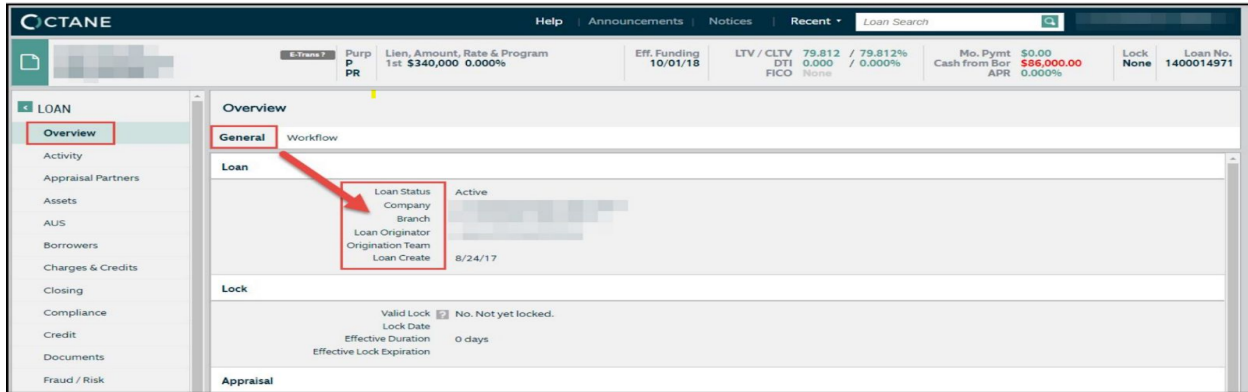 OCTANE
Help | Announcements | Notices | Recent Loan Search
E-Trans ? Purp Lien, Amount, Rate & Program Eff. Funding LTV / CLTV 79.812 / 79.812% Mo. Pymt $0.00 Lock Loan No.
P 1st $340,000 0.000% 10/01/18 DTI 0.000 / 0.000% Cash from Bor $86,000.00 None 1400014971
PR FICO None APR 0.000%
LOAN
Overview
Activity
Appraisal Partners
Assets
AUS
Borrowers
Charges & Credits
Closing
Compliance
Credit
Documents
Fraud / Risk
Overview
General Workflow
Loan
Loan Status Active
Company
Branch
Loan Originator
Origination Team
Loan Create 8/24/17
Lock
Valid Lock ? No. Not yet locked.
Lock Date
Effective Duration 0 days
Effective Lock Expiration
Appraisal